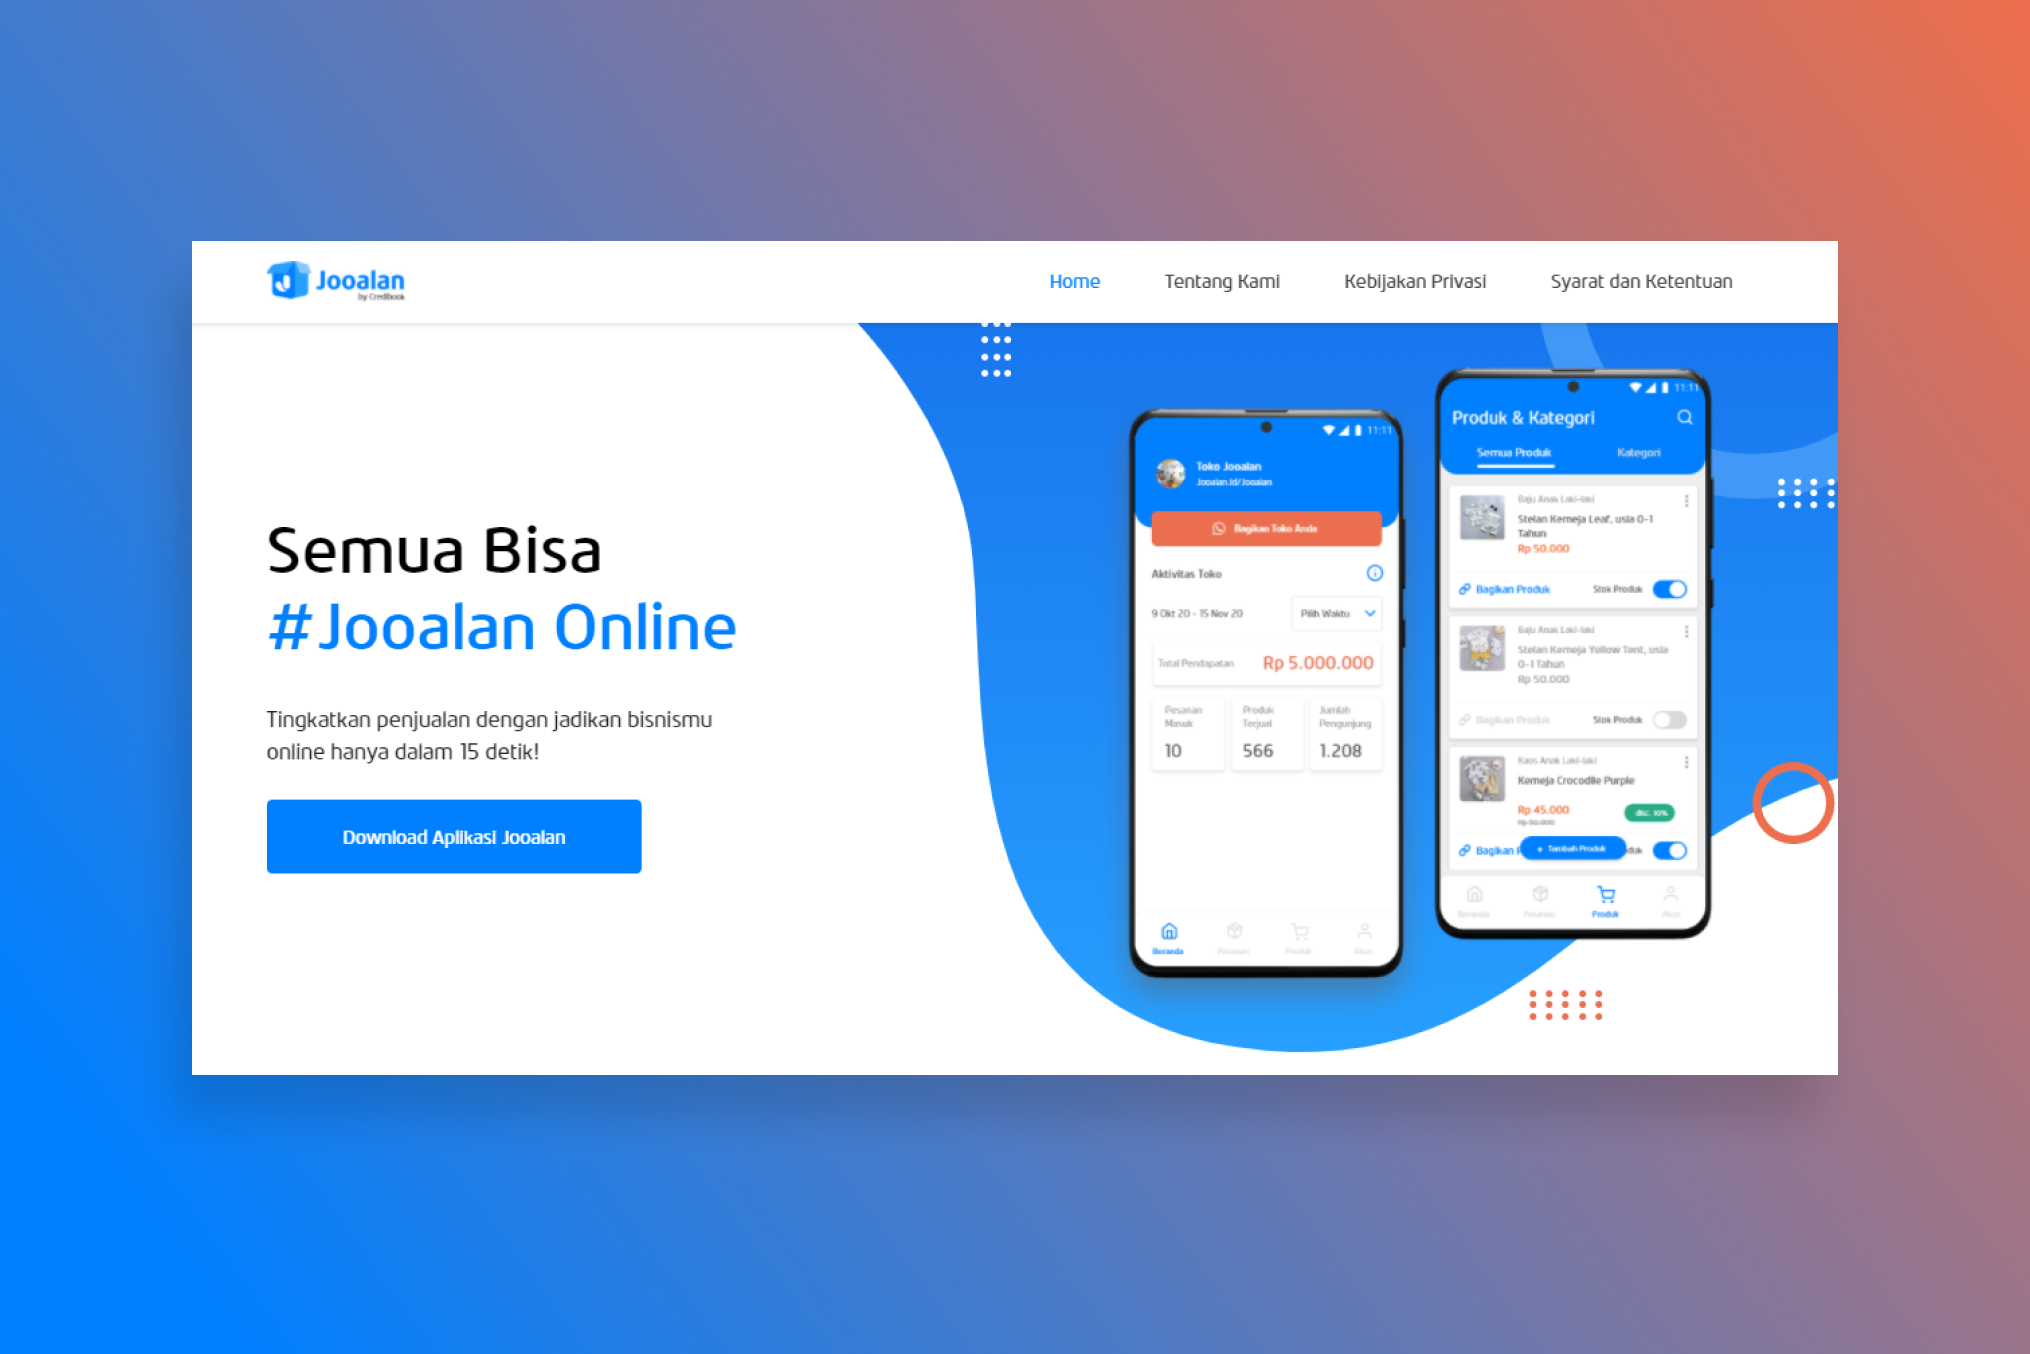 Jooalan
by Credibook
Home
Tentang Kami
Kebijakan Privasi
Syarat dan Ketentuan
Semua Bisa
#Jooalan Online
Tingkatkan penjualan dengan jadikan bisnismu
online hanya dalam 15 detik!
Download Aplikasi Jooalan
11:11
Toko Jooalan
Jooalan.id/Jooalan
Bagikan Toko Anda
Aktivitas Toko
9 Okt 20 - 15 Nov 20
Pilih Waktu
Total Pendapatan
Rp 5.000.000
Pesanan
Masuk
10
Produk
Terjual
566
Jumlah
Pengunjung
1.208
Beranda
Pesanan
Produk
Akun
11:11
Produk & Kategori
Semua Produk
Kategori
Baju Anak Laki-laki
Stelan Kemeja Leaf, usia 0-1
Tahun
Rp 50.000
Bagikan Produk
Stok Produk
Baju Anak Laki-laki
Stelan Kemeja Yellow Tent, usia
0-1 Tahun
Rp 50.000
Bagikan Produk
Stok Produk
Kaos Anak Laki-laki
Kemeja Crocodile Purple
Rp 45.000
Rp 50.000
disc. 10%
Bagikan P
+ Tambah Produk
duk
Beranda
Pesanan
Produk
Akun